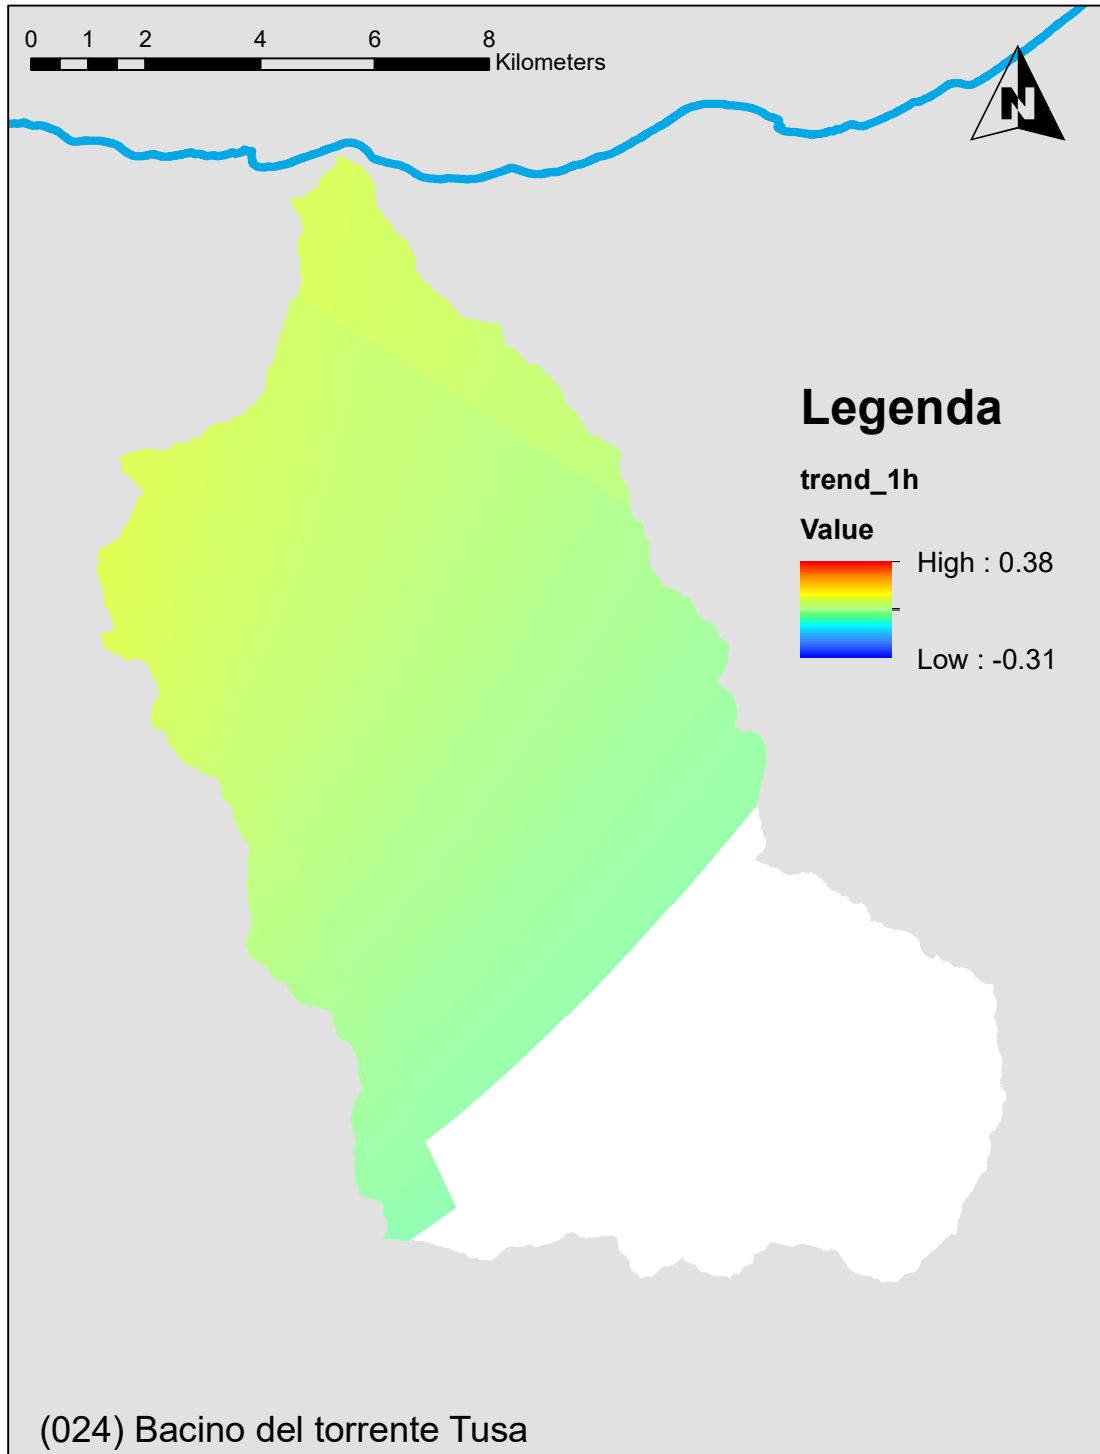 0 1 2 4 6 8
Kilometers
N
Legenda
trend_1h
Value
High : 0.38
Low : -0.31
(024) Bacino del torrente Tusa